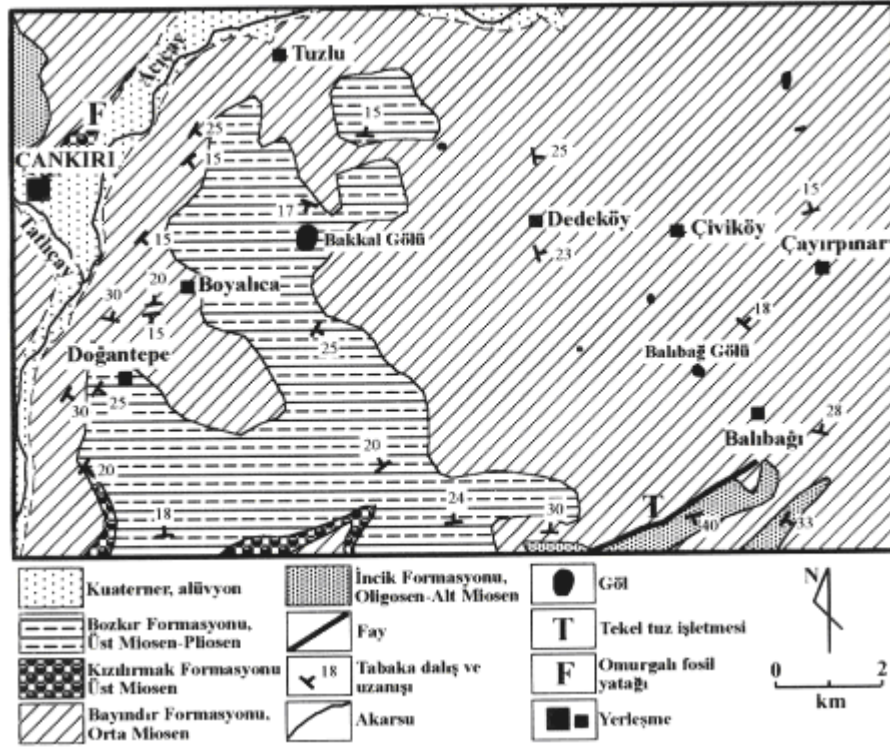 Tuzlu
Acıçay
F
15
25
ÇANKIRI
15
25
15
17
Dedeköy
Çiviköy
Tatlıçay
15
Bakkal Gölü
23
Çayırpınar
20
Boyalıca
30
18
15
25
Doğantepe
Balıbağ Gölü
25
30
28
Balıbağı
20
20
18
24
30
T
40
33
Kuaterner, alüvyon
Bozkır Formasyonu,
Üst Miosen-Pliosen
Kızılırmak Formasyonu
Üst Miosen
Bayındır Formasyonu,
Orta Miosen
İncik Formasyonu,
Oligosen-Alt Miosen
Fay
18
Tabaka dalış ve
uzanışı
Akarsu
Göl
T
Tekel tuz işletmesi
F
Omurgalı fosil
yatağı
Yerleşme
N
0 2
km